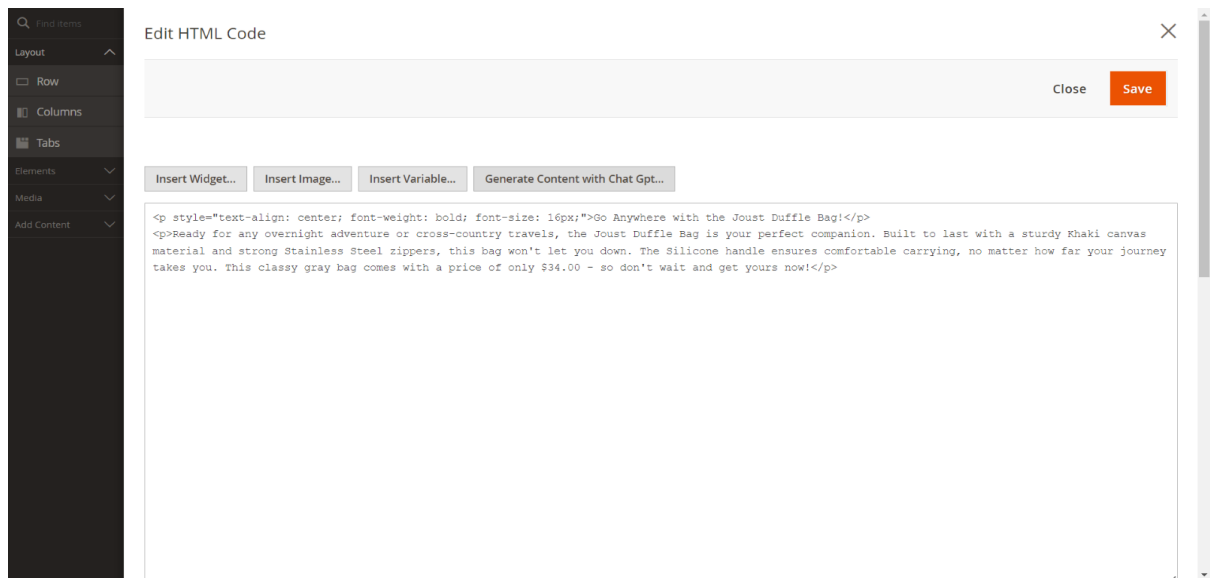 Find items
Edit HTML Code
Layout
Row
Close
Save
Columns
Tabs
Elements
Insert Widget...
Insert Image...
Insert Variable...
Generate Content with Chat Gpt...
Media
Add Content
<p style="text-align: center; font-weight: bold; font-size: 16px;">Go Anywhere with the Joust Duffle Bag!</p>
<p>Ready for any overnight adventure or cross-country travels, the Joust Duffle Bag is your perfect companion. Built to last with a sturdy Khaki canvas
material and strong Stainless Steel zippers, this bag won't let you down. The Silicone handle ensures comfortable carrying, no matter how far your journey
takes you. This classy gray bag comes with a price of only $34.00 - so don't wait and get yours now!</p>